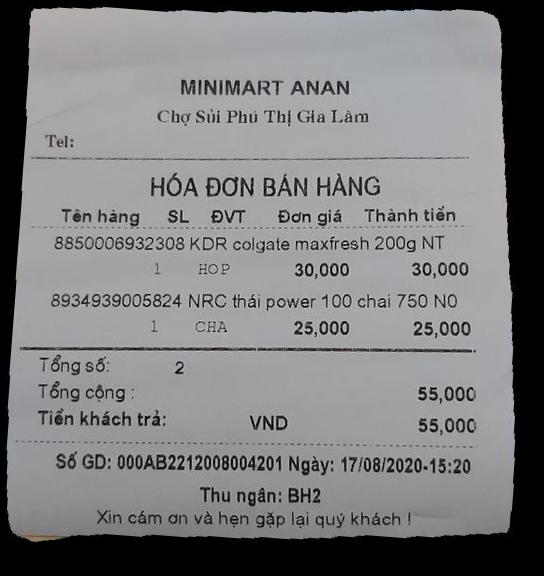 MINIMART ANAN
Chợ Sủi Phú Thị Gia Lâm
Tel:
HÓA ĐƠN BÁN HÀNG
Tên hàng SL ĐVT Đơn giá Thành tiền
8850006932308 KDR colgate maxfresh 200g NT
1 HOP 30,000 30,000
8934939005824 NRC thái power 100 chai 750 N0
1 CHA 25,000 25,000
Tổng số: 2
Tổng cộng : 55,000
Tiền khách trả: VND 55,000
Số GD: 000AB2212008004201 Ngày: 17/08/2020-15:20
Thu ngân: BH2
Xin cám ơn và hẹn gặp lại quý khách !